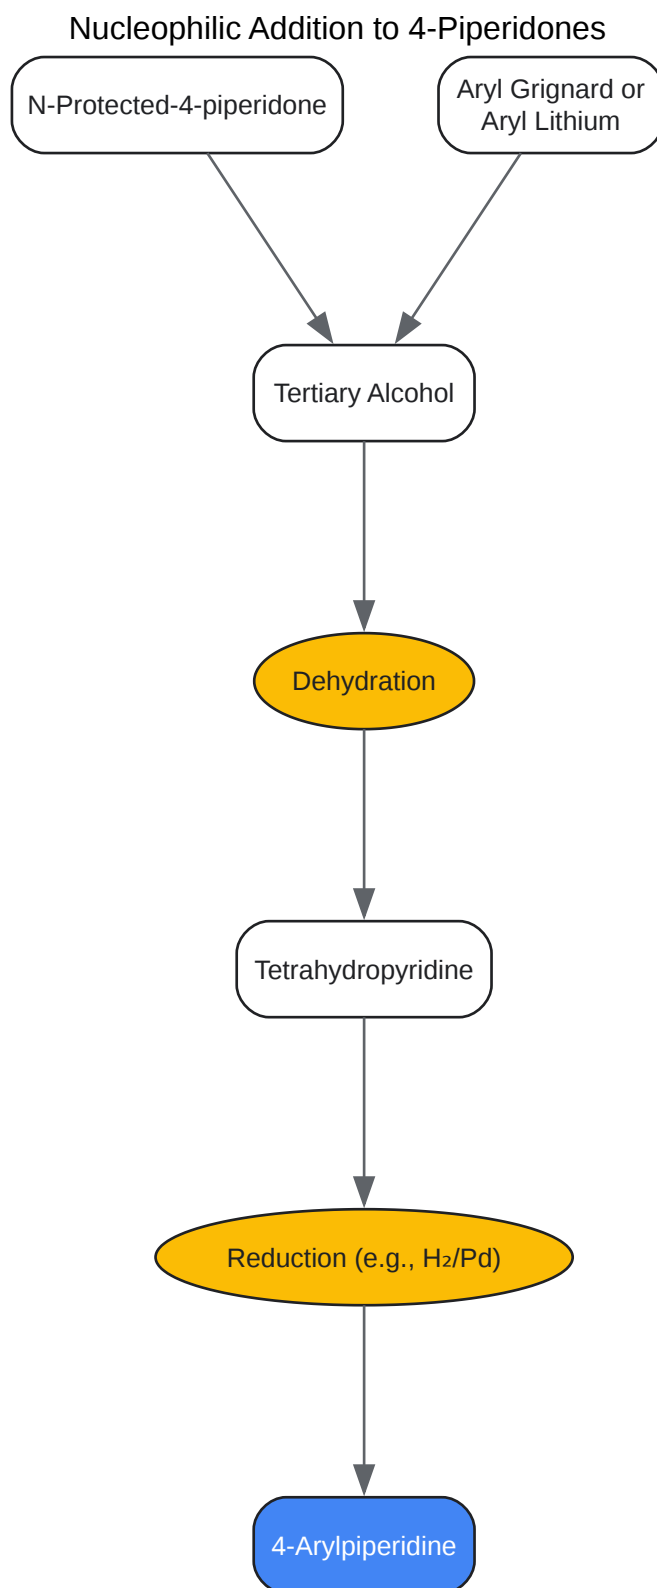 Nucleophilic Addition to 4-Piperidones
N-Protected-4-piperidone
Aryl Grignard or
Aryl Lithium
Tertiary Alcohol
Dehydration
Tetrahydropyridine
Reduction (e.g., H₂/Pd)
4-Arylpiperidine